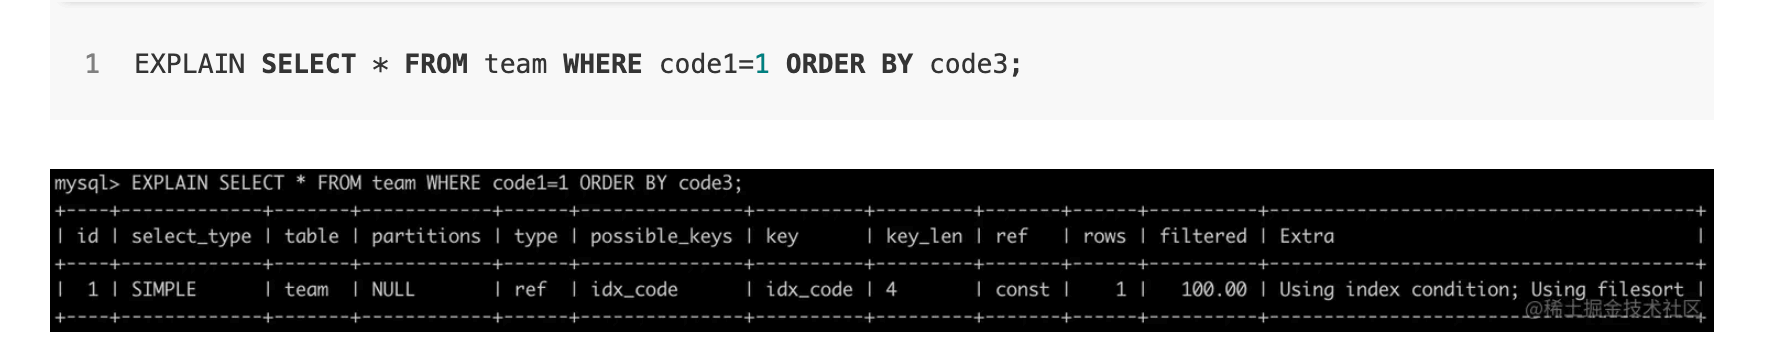 1 EXPLAIN SELECT * FROM team WHERE code1=1 ORDER BY code3;
mysql> EXPLAIN SELECT * FROM team WHERE code1=1 ORDER BY code3;
+----+-------------+-------+------------+------+---------------+----------+---------+-------+------+----------+---------------------------------------+
| id | select_type | table | partitions | type | possible_keys | key      | key_len | ref   | rows | filtered | Extra                                 |
+----+-------------+-------+------------+------+---------------+----------+---------+-------+------+----------+---------------------------------------+
|  1 | SIMPLE      | team  | NULL       | ref  | idx_code      | idx_code | 4       | const |    1 |   100.00 | Using index condition; Using filesort |
+----+-------------+-------+------------+------+---------------+----------+---------+-------+------+----------+---------------------------------------+
@稀土掘金技术社区